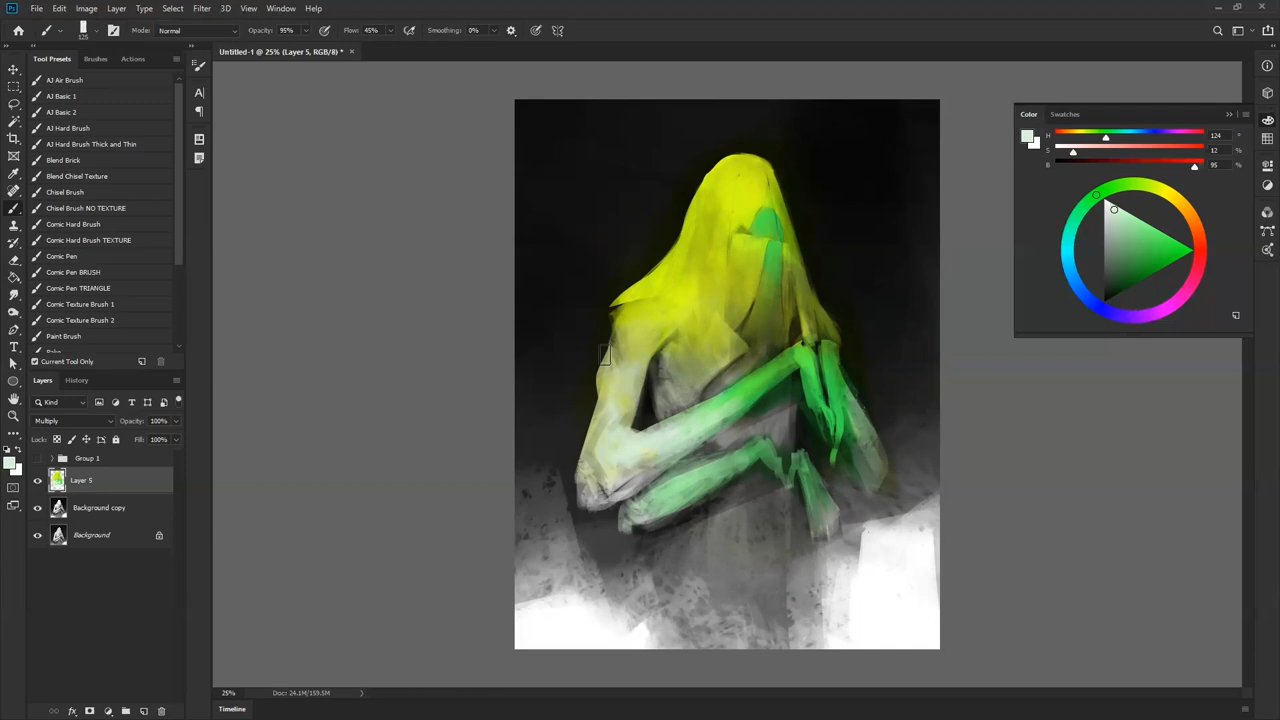 Ps File Edit Image Layer Type Select Filter 3D View Window Help
125 Mode: Normal Opacity: 95% Flow: 45% Smoothing: 0%
Untitled-1 @ 25% (Layer 5, RGB/8) *
Tool Presets Brushes Actions
AJ Air Brush
AJ Basic 1
AJ Basic 2
AJ Hard Brush
AJ Hard Brush Thick and Thin
Blend Brick
Blend Chisel Texture
Chisel Brush
Chisel Brush NO TEXTURE
Comic Hard Brush
Comic Hard Brush TEXTURE
Comic Pen
Comic Pen BRUSH
Comic Pen TRIANGLE
Comic Texture Brush 1
Comic Texture Brush 2
Paint Brush
Current Tool Only
Layers History
Kind
Multiply Opacity: 100%
Lock: Fill: 100%
Group 1
Layer 5
Background copy
Background
Color Swatches
H 124 °
S 12 %
B 95 %
25% Doc: 24.1M/159.5M
Timeline